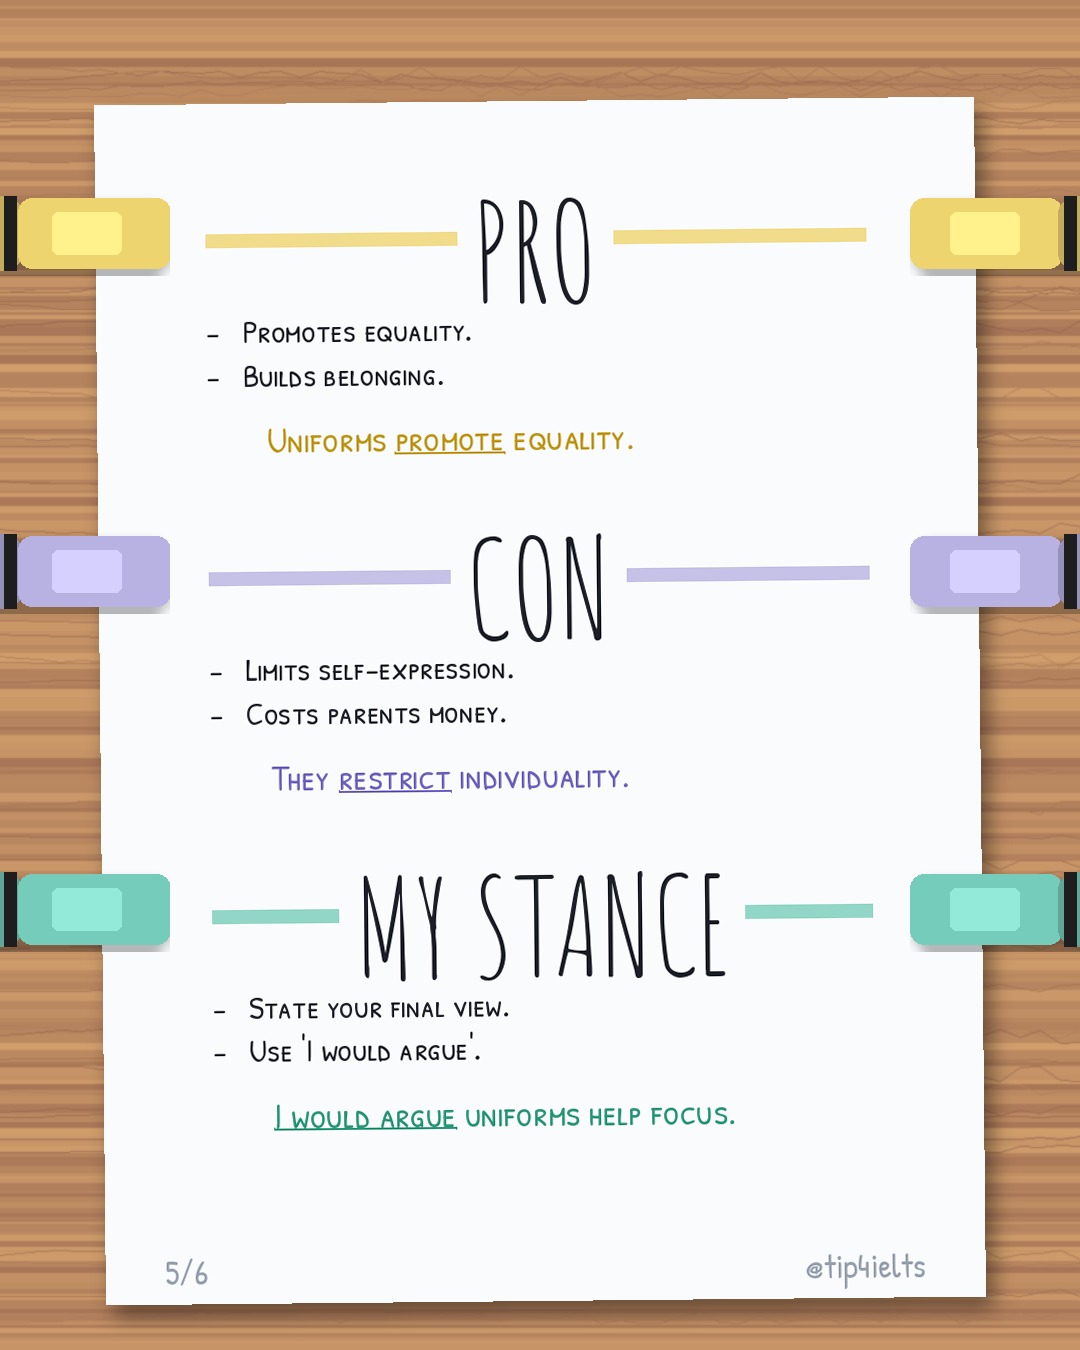 PRO
- Promotes equality.
- Builds belonging.
Uniforms promote equality.
CON
- Limits self-expression.
- Costs parents money.
They restrict individuality.
MY STANCE
- State your final view.
- Use 'I would argue'.
I would argue uniforms help focus.
5/6
@tip4ielts